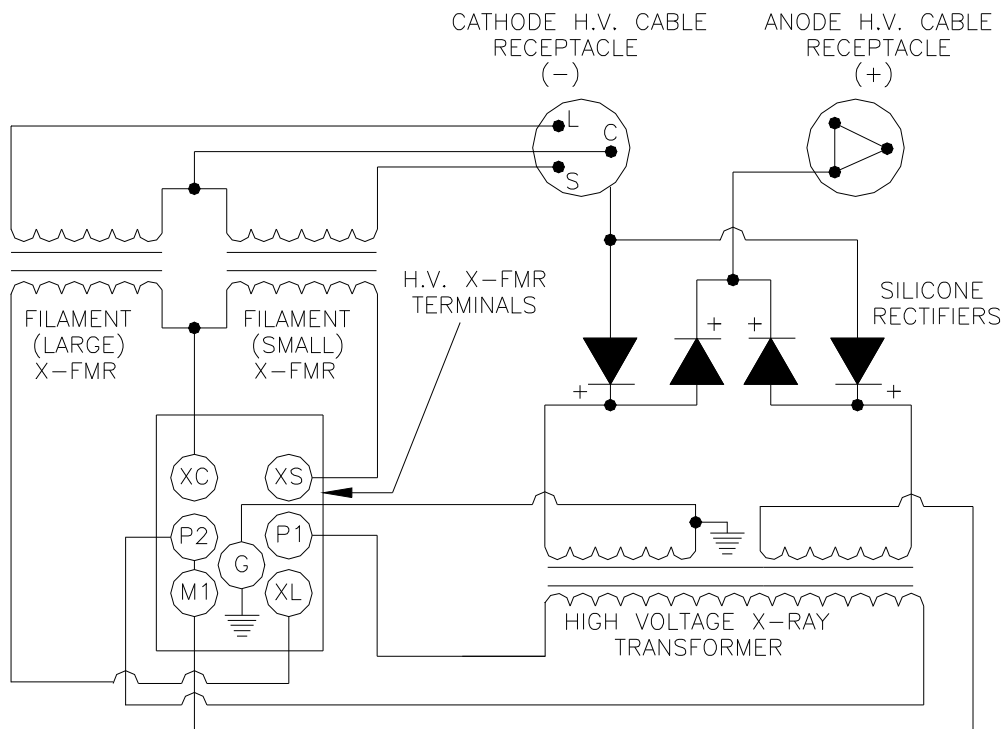 CATHODE H.V. CABLE
RECEPTACLE
(-)
ANODE H.V. CABLE
RECEPTACLE
(+)
L
C
S
H.V. X-FMR
TERMINALS
SILICONE
RECTIFIERS
FILAMENT
(LARGE)
X-FMR
FILAMENT
(SMALL)
X-FMR
+
+
+
+
XC
XS
P2
P1
G
M1
XL
HIGH VOLTAGE X-RAY
TRANSFORMER